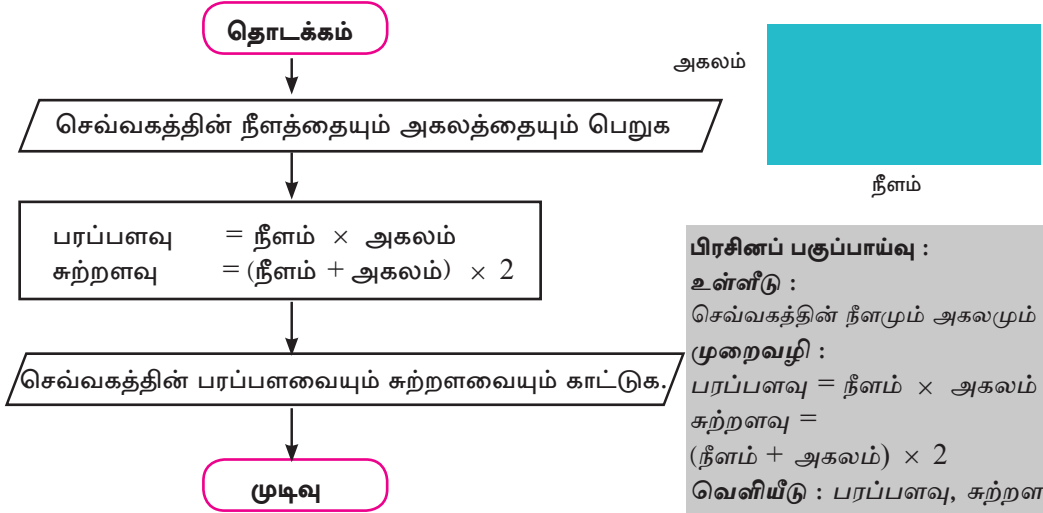 தொடக்கம்
செவ்வகத்தின் நீளத்தையும் அகலத்தையும் பெறுக
பரப்பளவு = நீளம் × அகலம்
சுற்றளவு = (நீளம் + அகலம்) × 2
செவ்வகத்தின் பரப்பளவையும் சுற்றளவையும் காட்டுக.
முடிவு
அகலம்
நீளம்
பிரசினப் பகுப்பாய்வு :
உள்ளீடு :
செவ்வகத்தின் நீளமும் அகலமும்
முறைவழி :
பரப்பளவு = நீளம் × அகலம்
சுற்றளவு =
(நீளம் + அகலம்) × 2
வெளியீடு : பரப்பளவு,